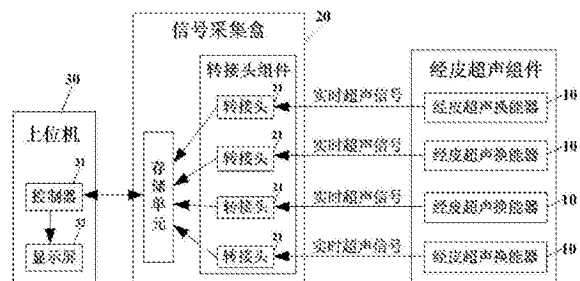 30
上位机
31
控制器
32
显示屏
20
信号采集盒
存储单元
转接头组件
21
转接头
21
转接头
21
转接头
21
转接头
实时超声信号
实时超声信号
实时超声信号
实时超声信号
经皮超声组件
经皮超声换能器
10
经皮超声换能器
10
经皮超声换能器
10
经皮超声换能器
10